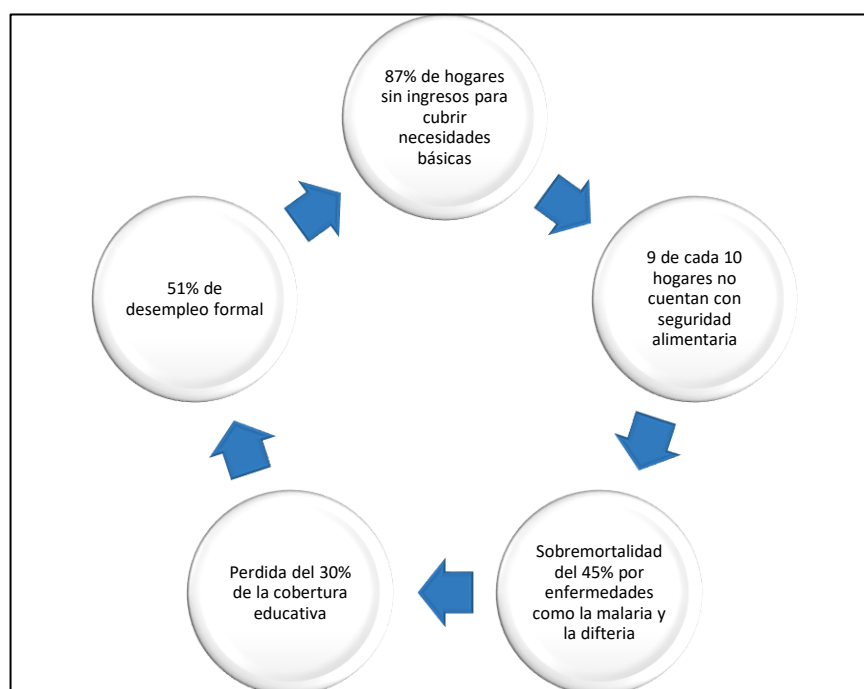 87% de hogares
sin ingresos para
cubrir
necesidades
básicas
9 de cada 10
hogares no
cuentan con
seguridad
alimentaria
Sobremortalidad
del 45% por
enfermedades
como la malaria y
la difteria
Perdida del 30%
de la cobertura
educativa
51% de
desempleo formal